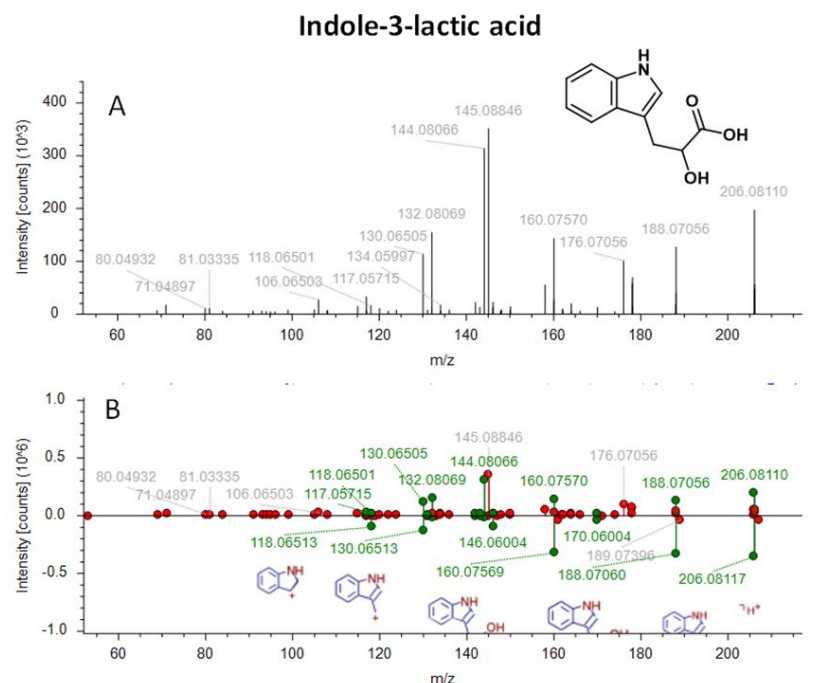 Indole-3-lactic acid
A
Intensity [counts] (10^3)
400
300
200
100
0
145.08846
144.08066
132.08069
130.06505
134.05997
118.06501
117.05715
106.06503
80.04932
81.03335
71.04897
160.07570
176.07056
188.07056
206.08110
H
N
O
OH
OH
60 80 100 120 140 160 180 200
m/z
B
Intensity [counts] (10^6)
1.0
0.5
0.0
-0.5
-1.0
145.08846
130.06505
144.08066
118.06501
117.05715
132.08069
80.04932
81.03335
71.04897
106.06503
160.07570
176.07056
188.07056
206.08110
118.06513
130.06513
146.06004
170.06004
189.07396
160.07569
188.07060
206.08117
NH
+
NH
+
NH
OH
NH
NH
H+
60 80 100 120 140 160 180 200
m/z